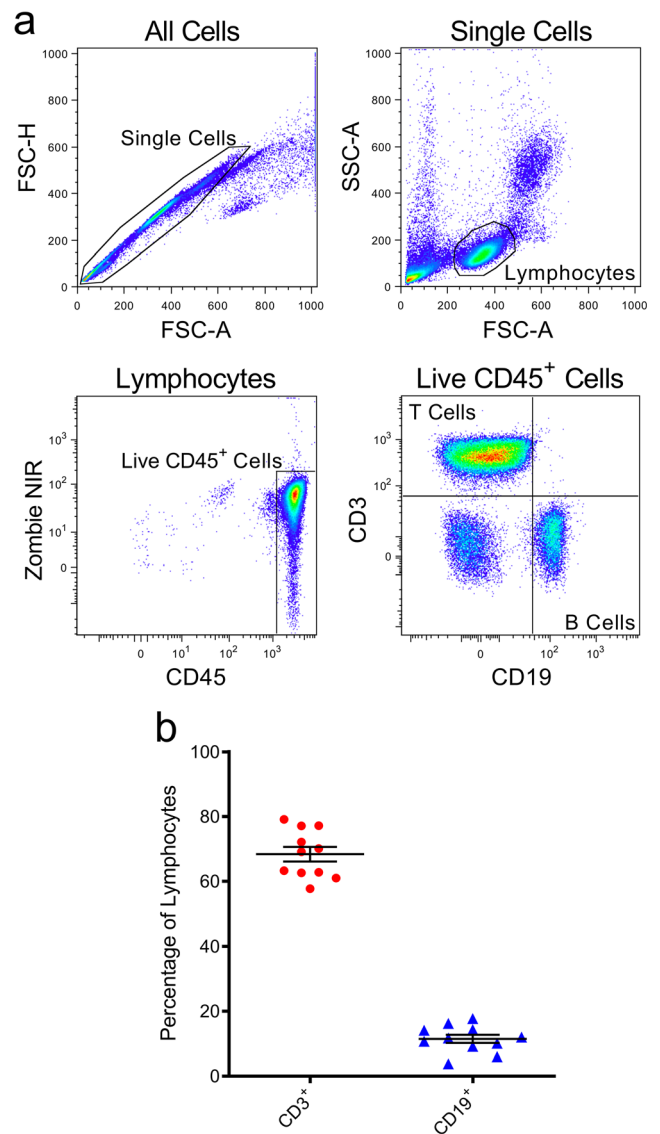 a
All Cells
FSC-H
1000
800
600
400
200
0
Single Cells
0 200 400 600 800 1000
FSC-A
Single Cells
SSC-A
1000
800
600
400
200
0
Lymphocytes
0 200 400 600 800 1000
FSC-A
Lymphocytes
Zombie NIR
10³
10²
10¹
0
Live CD45⁺ Cells
0 10¹ 10² 10³
CD45
Live CD45⁺ Cells
CD3
10³
10²
0
T Cells
B Cells
0 10² 10³
CD19
b
Percentage of Lymphocytes
100
80
60
40
20
0
CD3⁺
CD19⁺